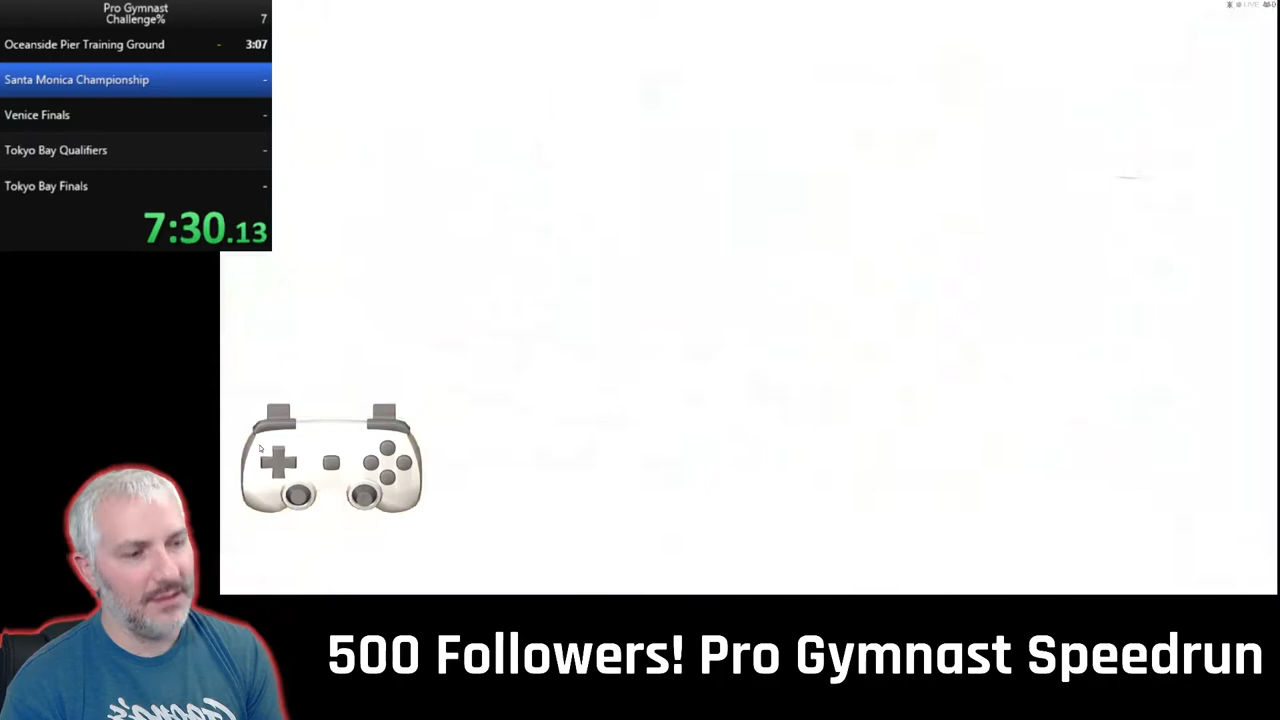 Pro Gymnast
Challenge% 7
Oceanside Pier Training Ground - 3:07
Santa Monica Championship -
Venice Finals -
Tokyo Bay Qualifiers -
Tokyo Bay Finals -
7:30.13
LIVE
500 Followers! Pro Gymnast Speedrun